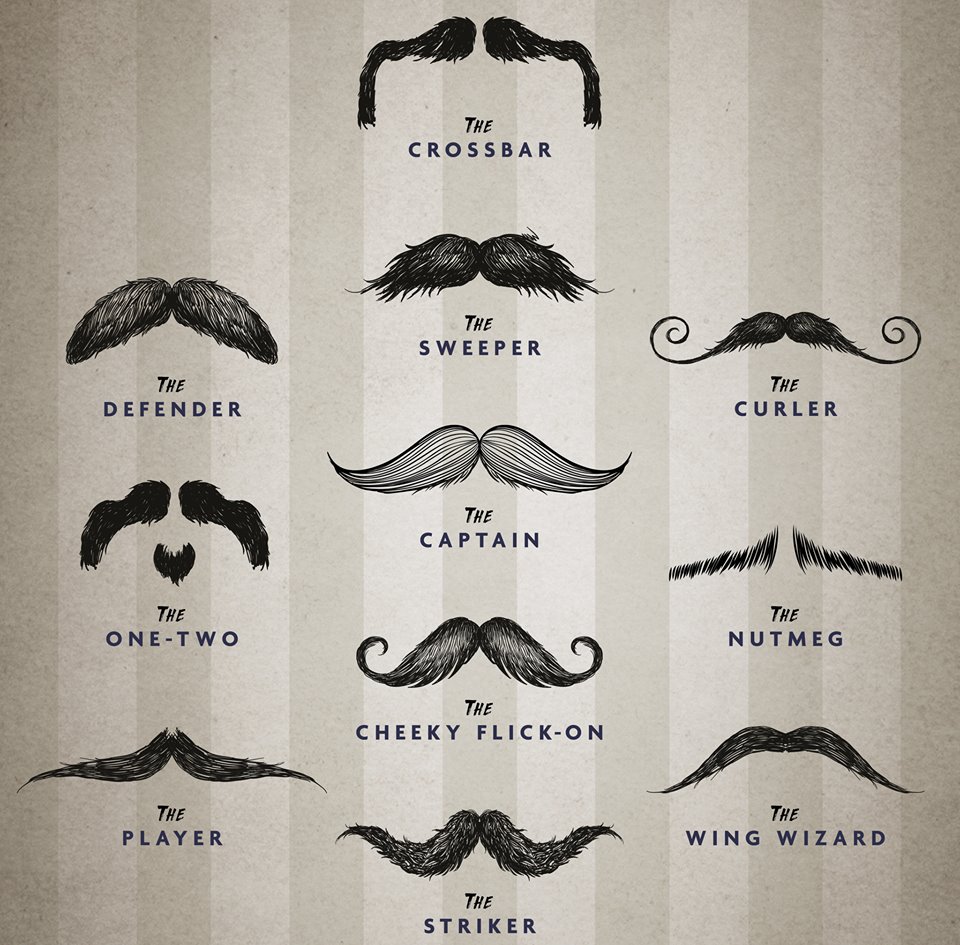 The
CROSSBAR
The
SWEEPER
The
DEFENDER
The
CURLER
The
CAPTAIN
The
ONE-TWO
The
NUTMEG
The
CHEEKY FLICK-ON
The
PLAYER
The
WING WIZARD
The
STRIKER